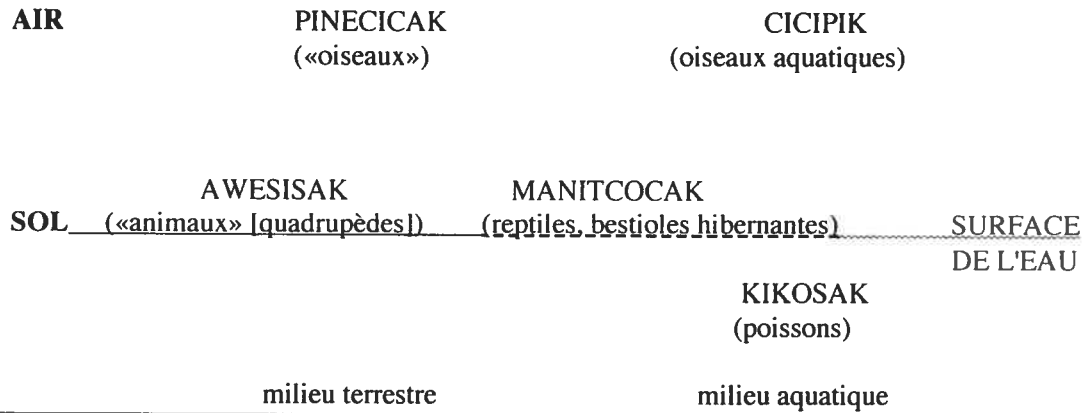 AIR PINECICAK CICIPIK
(«oiseaux») (oiseaux aquatiques)
AWESISAK MANITCOCAK
SOL («animaux» [quadrupèdes]) (reptiles, bestioles hibernantes) SURFACE
DE L'EAU
KIKOSAK
(poissons)
milieu terrestre milieu aquatique